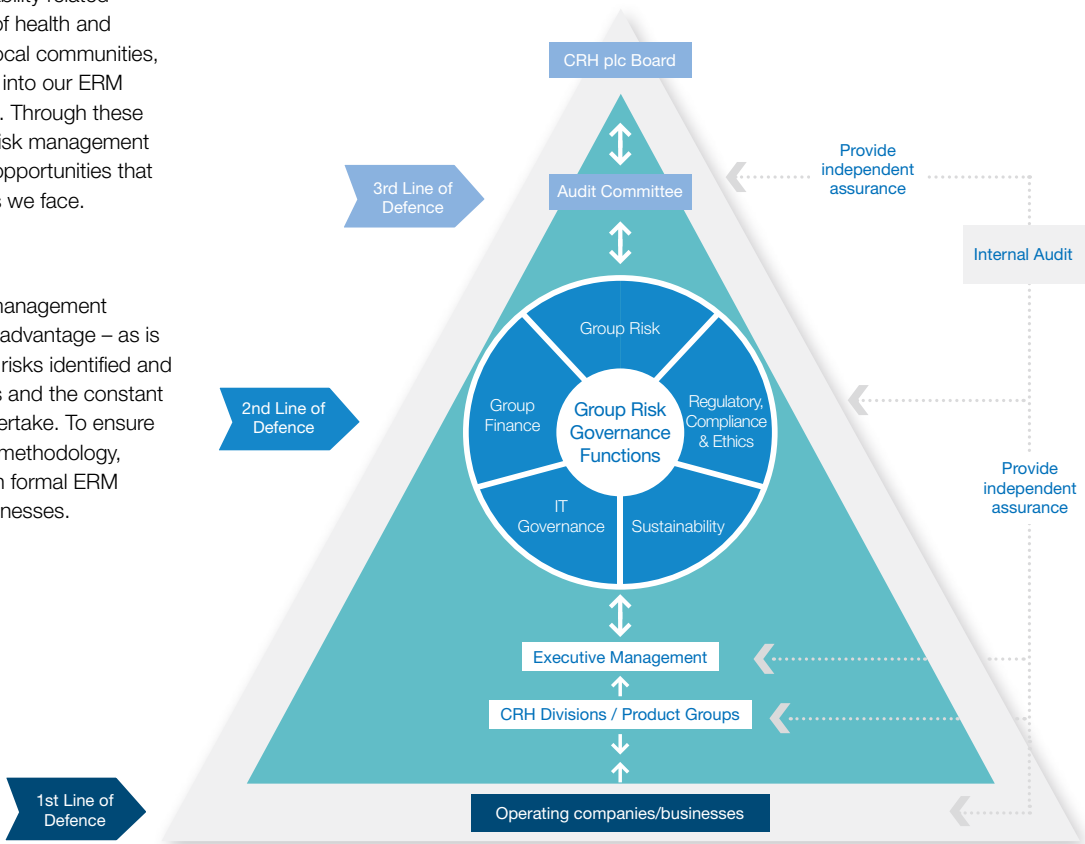 ability related
of health and
ocal communities,
into our ERM
. Through these
isk management
opportunities that
s we face.
management
advantage – as is
risks identified and
s and the constant
ertake. To ensure
methodology,
n formal ERM
nesses.
CRH plc Board
3rd Line of
Defence
Audit Committee
Provide
independent
assurance
Internal Audit
Group Risk
2nd Line of
Defence
Group
Finance
Group Risk
Governance
Functions
Regulatory,
Compliance
& Ethics
IT
Governance
Sustainability
Provide
independent
assurance
Executive Management
CRH Divisions / Product Groups
1st Line of
Defence
Operating companies/businesses